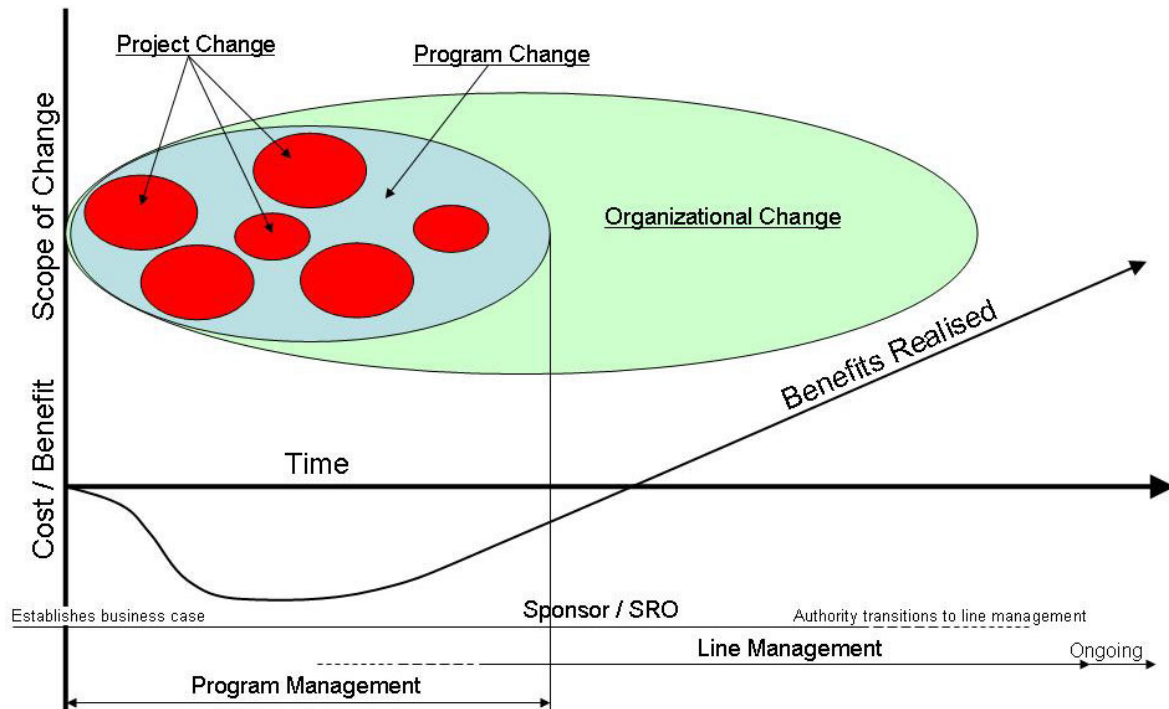 Project Change
Program Change
Scope of Change
Organizational Change
Benefits Realised
Cost / Benefit
Time
Establishes business case
Sponsor / SRO
Authority transitions to line management
Line Management
Ongoing
Program Management